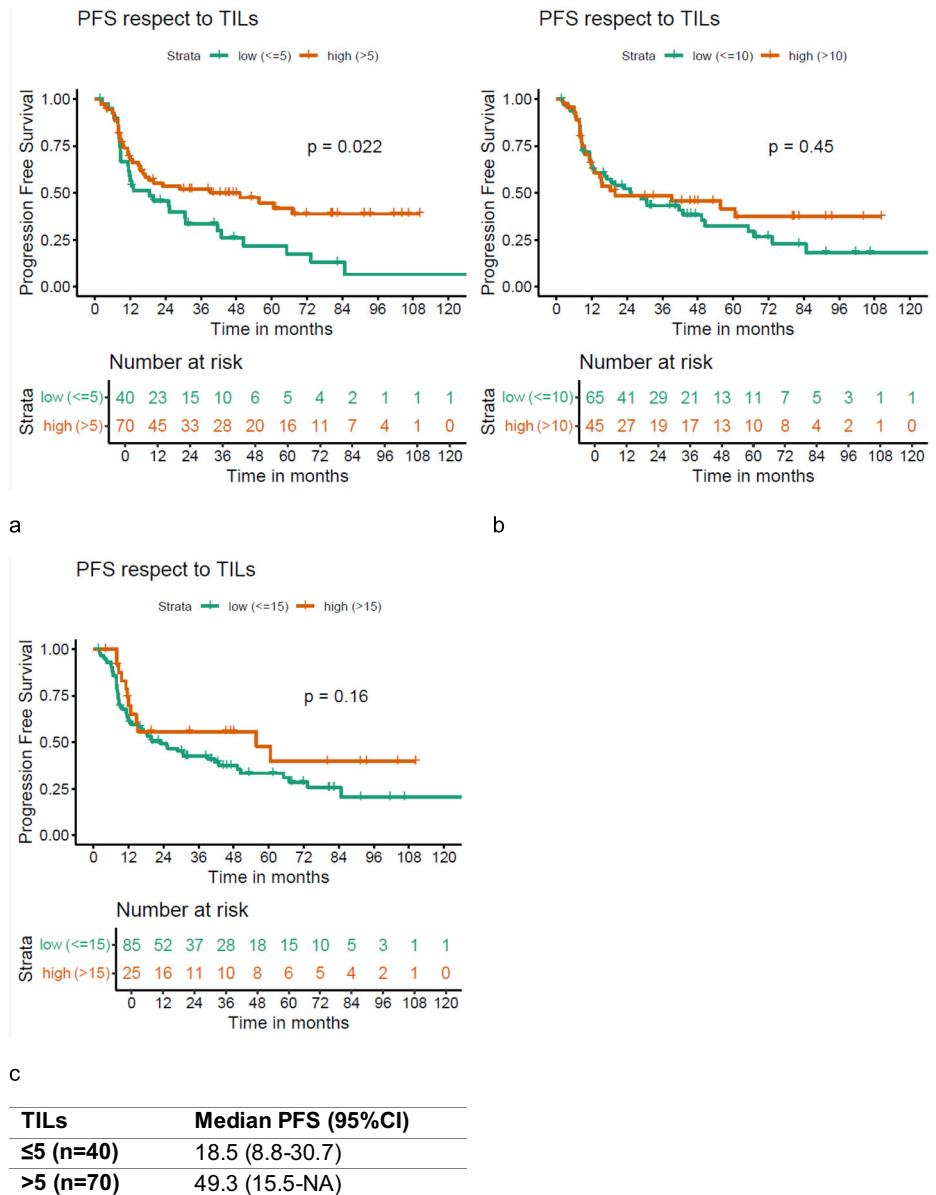 PFS respect to TILs
Strata low (<=5) high (>5)
Progression Free Survival
1.00
0.75
0.50
0.25
0.00
p = 0.022
0 12 24 36 48 60 72 84 96 108 120
Time in months
Number at risk
Strata
low (<=5) 40 23 15 10 6 5 4 2 1 1 1
high (>5) 70 45 33 28 20 16 11 7 4 1 0
0 12 24 36 48 60 72 84 96 108 120
Time in months
a
PFS respect to TILs
Strata low (<=10) high (>10)
Progression Free Survival
1.00
0.75
0.50
0.25
0.00
p = 0.45
0 12 24 36 48 60 72 84 96 108 120
Time in months
Number at risk
Strata
low (<=10) 65 41 29 21 13 11 7 5 3 1 1
high (>10) 45 27 19 17 13 10 8 4 2 1 0
0 12 24 36 48 60 72 84 96 108 120
Time in months
b
PFS respect to TILs
Strata low (<=15) high (>15)
Progression Free Survival
1.00
0.75
0.50
0.25
0.00
p = 0.16
0 12 24 36 48 60 72 84 96 108 120
Time in months
Number at risk
Strata
low (<=15) 85 52 37 28 18 15 10 5 3 1 1
high (>15) 25 16 11 10 8 6 5 4 2 1 0
0 12 24 36 48 60 72 84 96 108 120
Time in months
c
TILs Median PFS (95%CI)
≤5 (n=40) 18.5 (8.8-30.7)
>5 (n=70) 49.3 (15.5-NA)